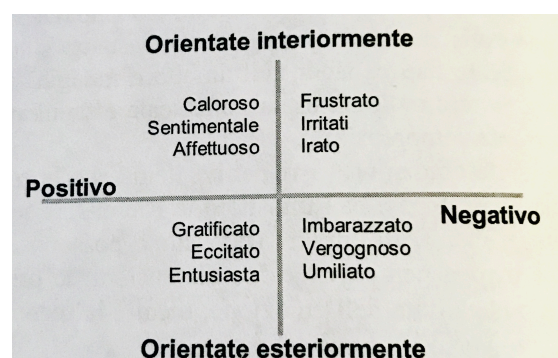 Orientate interiormente
Caloroso
Sentimentale
Affettuoso
Frustrato
Irritati
Irato
Positivo
Negativo
Gratificato
Eccitato
Entusiasta
Imbarazzato
Vergognoso
Umiliato
Orientate esteriormente